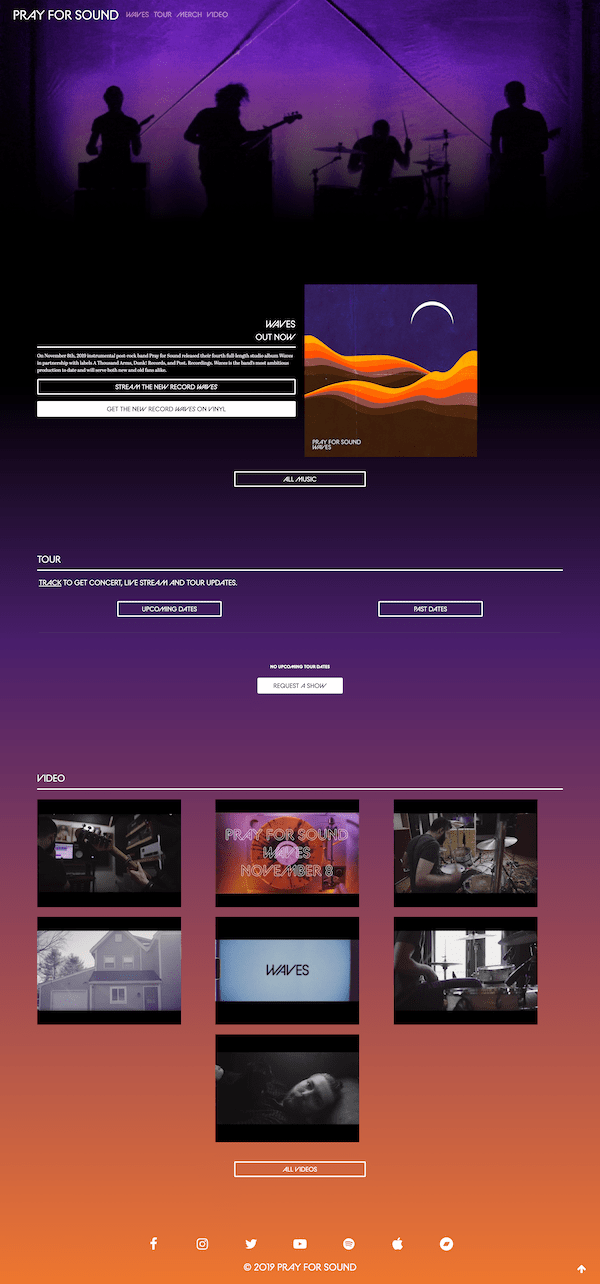 PRAY FOR SOUND WAVES TOUR MERCH VIDEO
WAVES
OUT NOW
On November 8th, 2019 instrumental post-rock band Pray for Sound released their fourth full-length studio album Waves
in partnership with labels A Thousand Arms, Dunk! Records, and Post. Recordings. Waves is the band's most ambitious
production to date and will serve both new and old fans alike.
STREAM THE NEW RECORD WAVES
GET THE NEW RECORD WAVES ON VINYL
PRAY FOR SOUND
WAVES
ALL MUSIC
TOUR
TRACK TO GET CONCERT, LIVE STREAM AND TOUR UPDATES.
UPCOMING DATES
PAST DATES
NO UPCOMING TOUR DATES
REQUEST A SHOW
VIDEO
PRAY FOR SOUND
WAVES
NOVEMBER 8
WAVES
ALL VIDEOS
© 2019 PRAY FOR SOUND